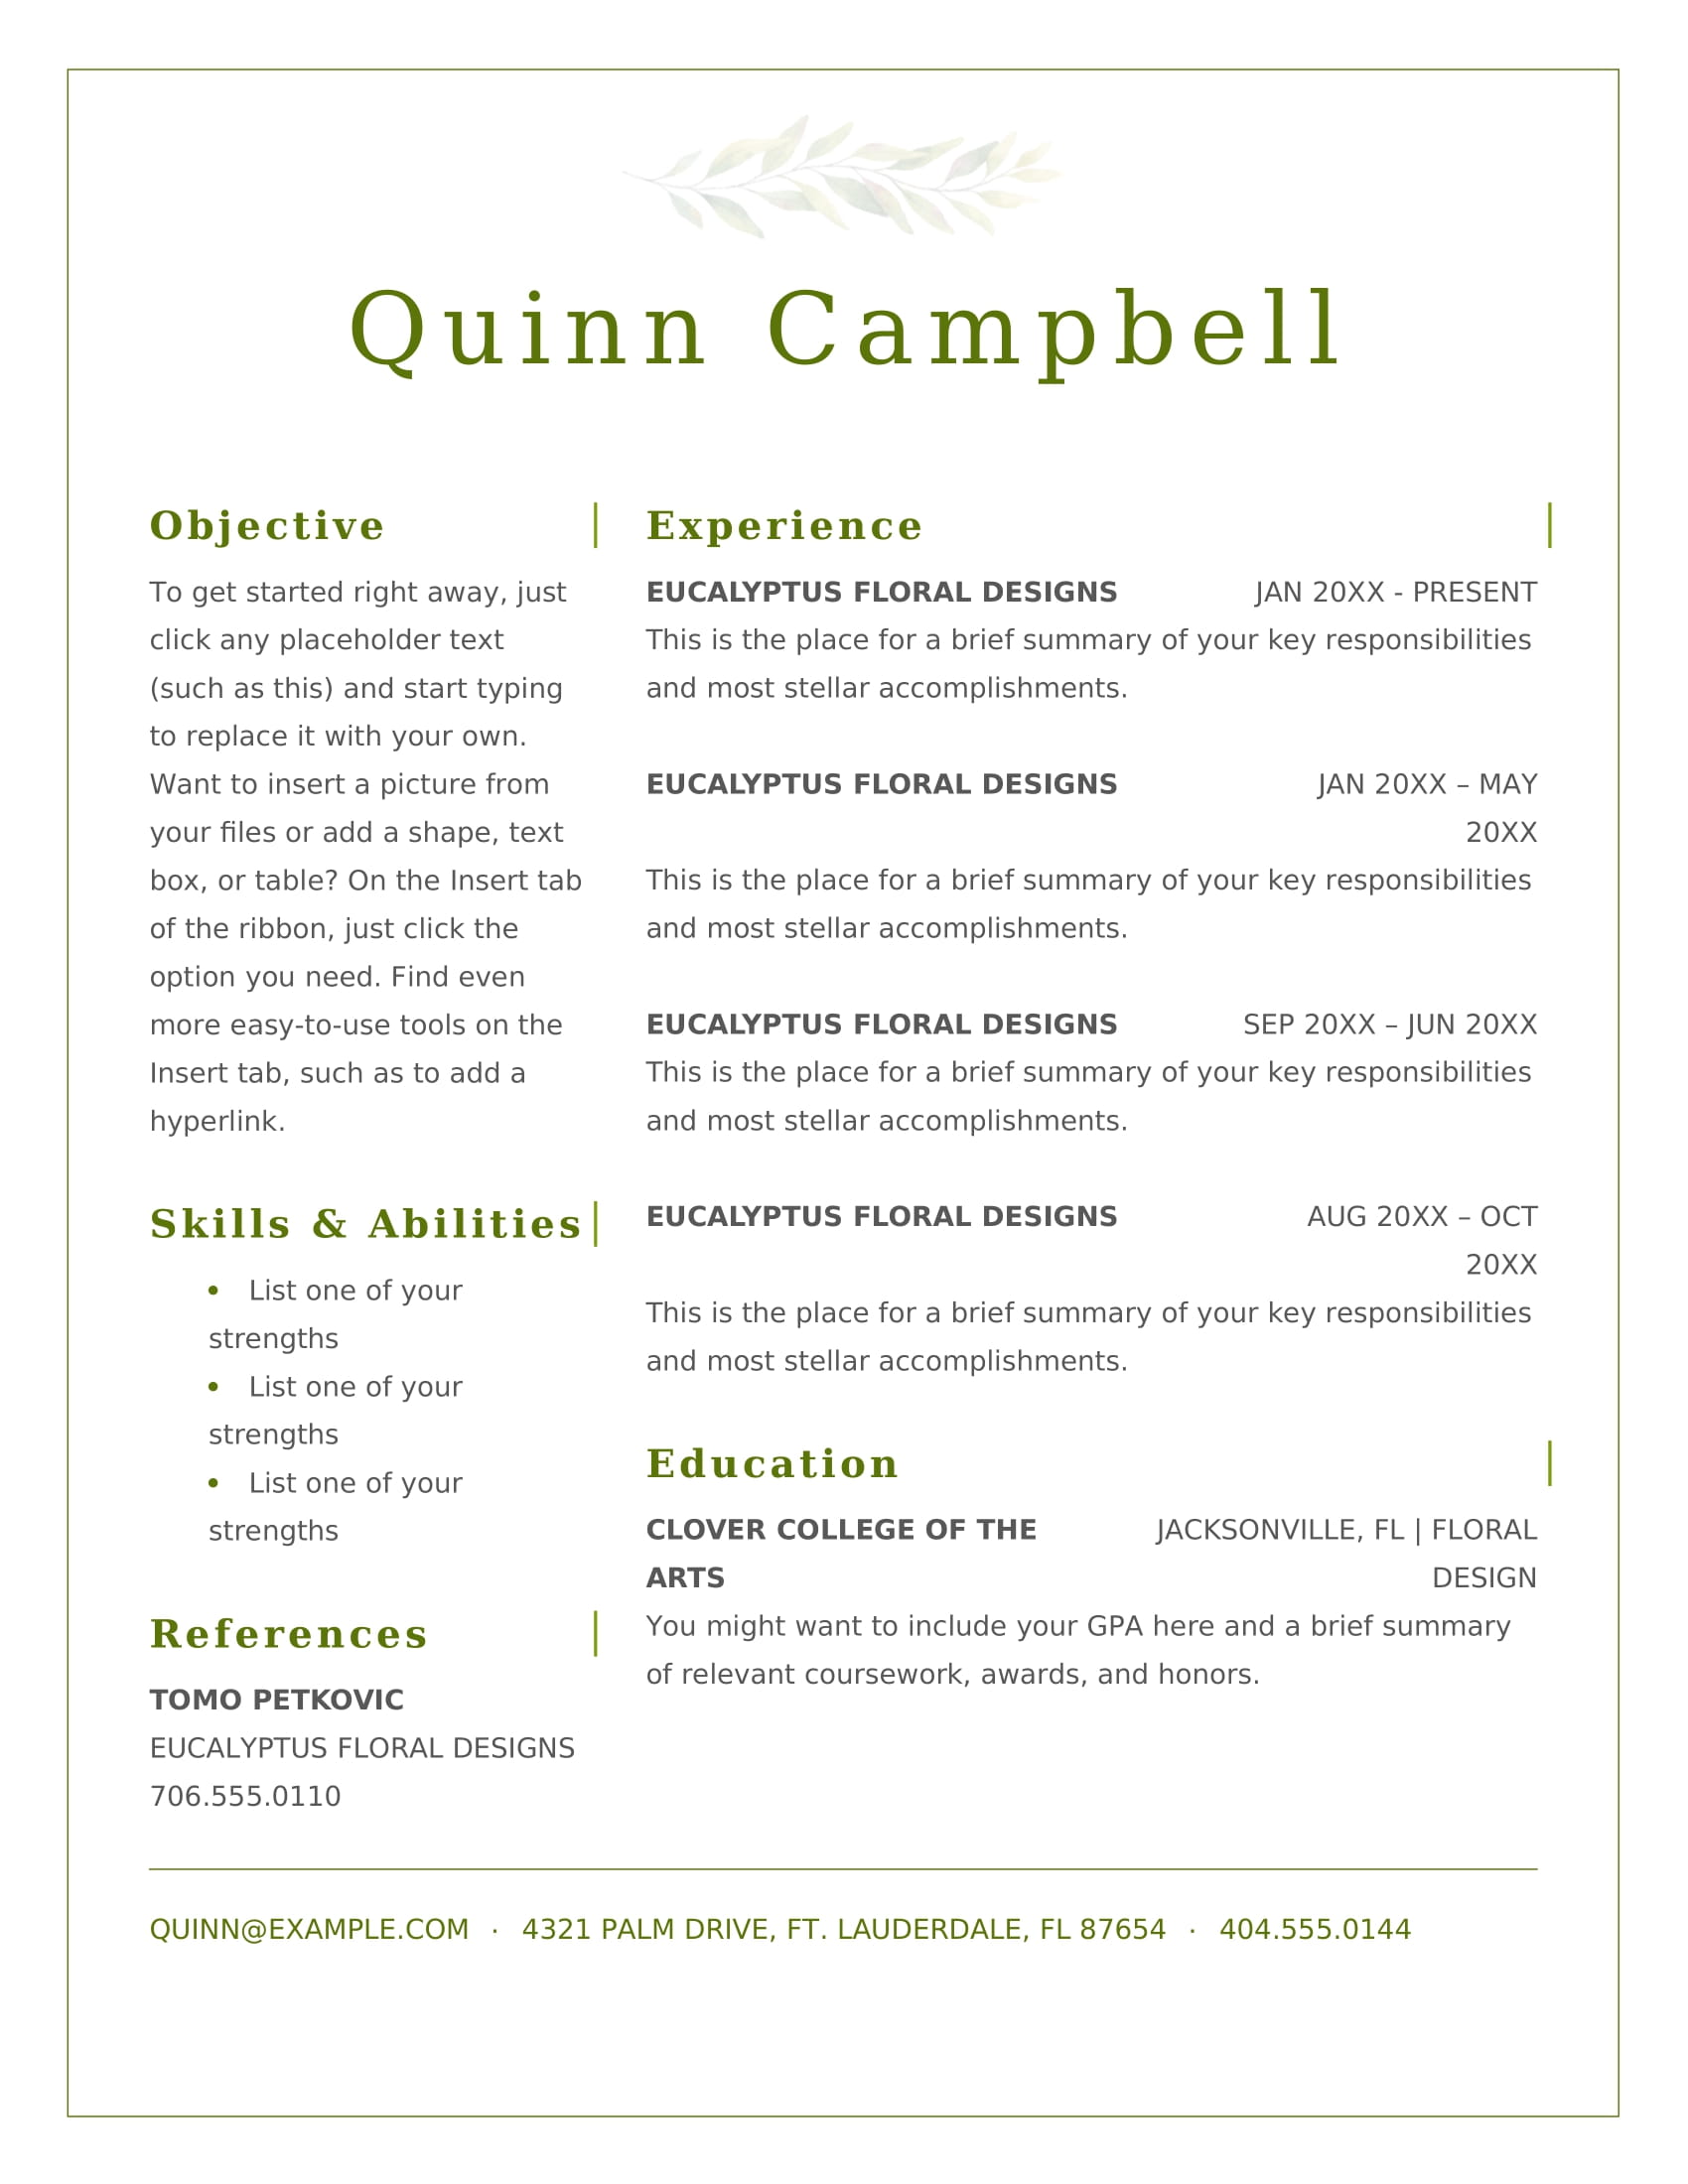 Quinn Campbell
Objective
To get started right away, just
click any placeholder text
(such as this) and start typing
to replace it with your own.
Want to insert a picture from
your files or add a shape, text
box, or table? On the Insert tab
of the ribbon, just click the
option you need. Find even
more easy-to-use tools on the
Insert tab, such as to add a
hyperlink.
Skills & Abilities
• List one of your
strengths
• List one of your
strengths
• List one of your
strengths
References
TOMO PETKOVIC
EUCALYPTUS FLORAL DESIGNS
706.555.0110
Experience
EUCALYPTUS FLORAL DESIGNS JAN 20XX - PRESENT
This is the place for a brief summary of your key responsibilities
and most stellar accomplishments.
EUCALYPTUS FLORAL DESIGNS JAN 20XX – MAY
20XX
This is the place for a brief summary of your key responsibilities
and most stellar accomplishments.
EUCALYPTUS FLORAL DESIGNS SEP 20XX – JUN 20XX
This is the place for a brief summary of your key responsibilities
and most stellar accomplishments.
EUCALYPTUS FLORAL DESIGNS AUG 20XX – OCT
20XX
This is the place for a brief summary of your key responsibilities
and most stellar accomplishments.
Education
CLOVER COLLEGE OF THE JACKSONVILLE, FL | FLORAL
ARTS DESIGN
You might want to include your GPA here and a brief summary
of relevant coursework, awards, and honors.
QUINN@EXAMPLE.COM · 4321 PALM DRIVE, FT. LAUDERDALE, FL 87654 · 404.555.0144